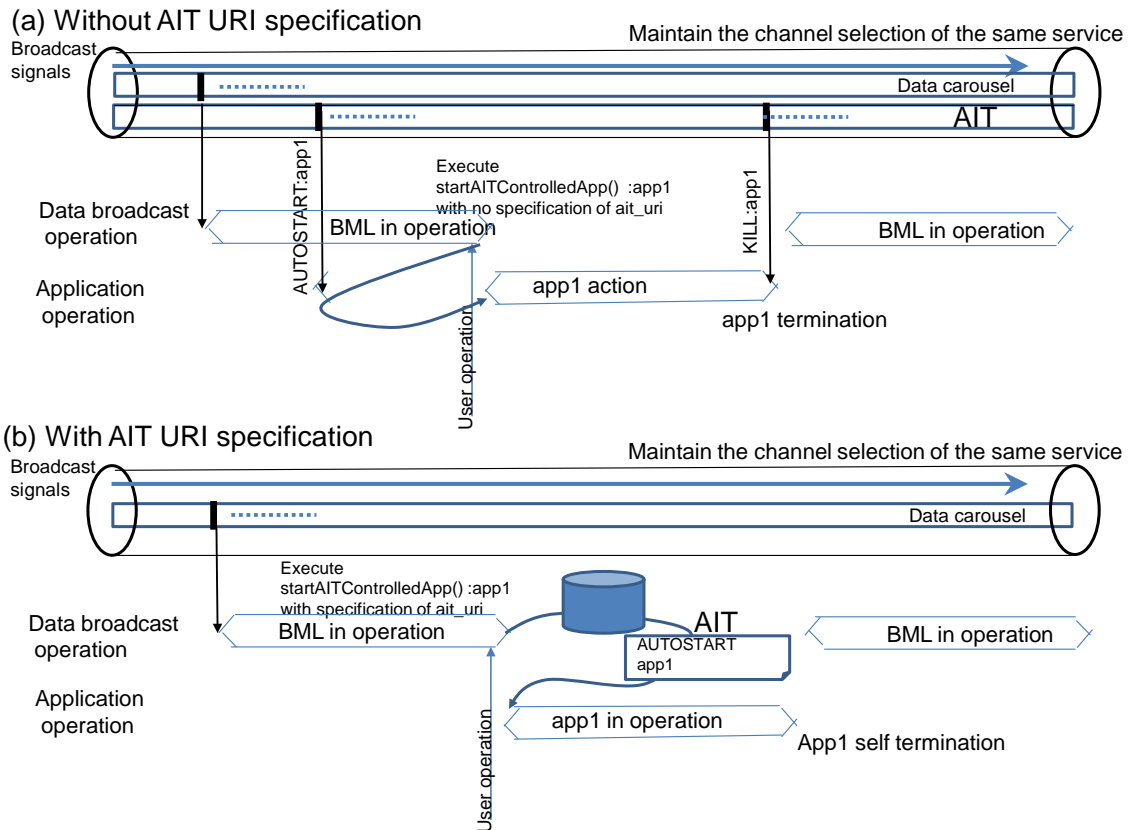 (a) Without AIT URI specification
Broadcast
signals
Maintain the channel selection of the same service
Data carousel
AIT
AUTOSTART:app1
Execute
startAITControlledApp() :app1
with no specification of ait_uri
KILL:app1
Data broadcast
operation
BML in operation
BML in operation
Application
operation
app1 action
app1 termination
User operation
(b) With AIT URI specification
Broadcast
signals
Maintain the channel selection of the same service
Data carousel
Execute
startAITControlledApp() :app1
with specification of ait_uri
Data broadcast
operation
BML in operation
AIT
AUTOSTART
app1
BML in operation
Application
operation
app1 in operation
App1 self termination
User operation